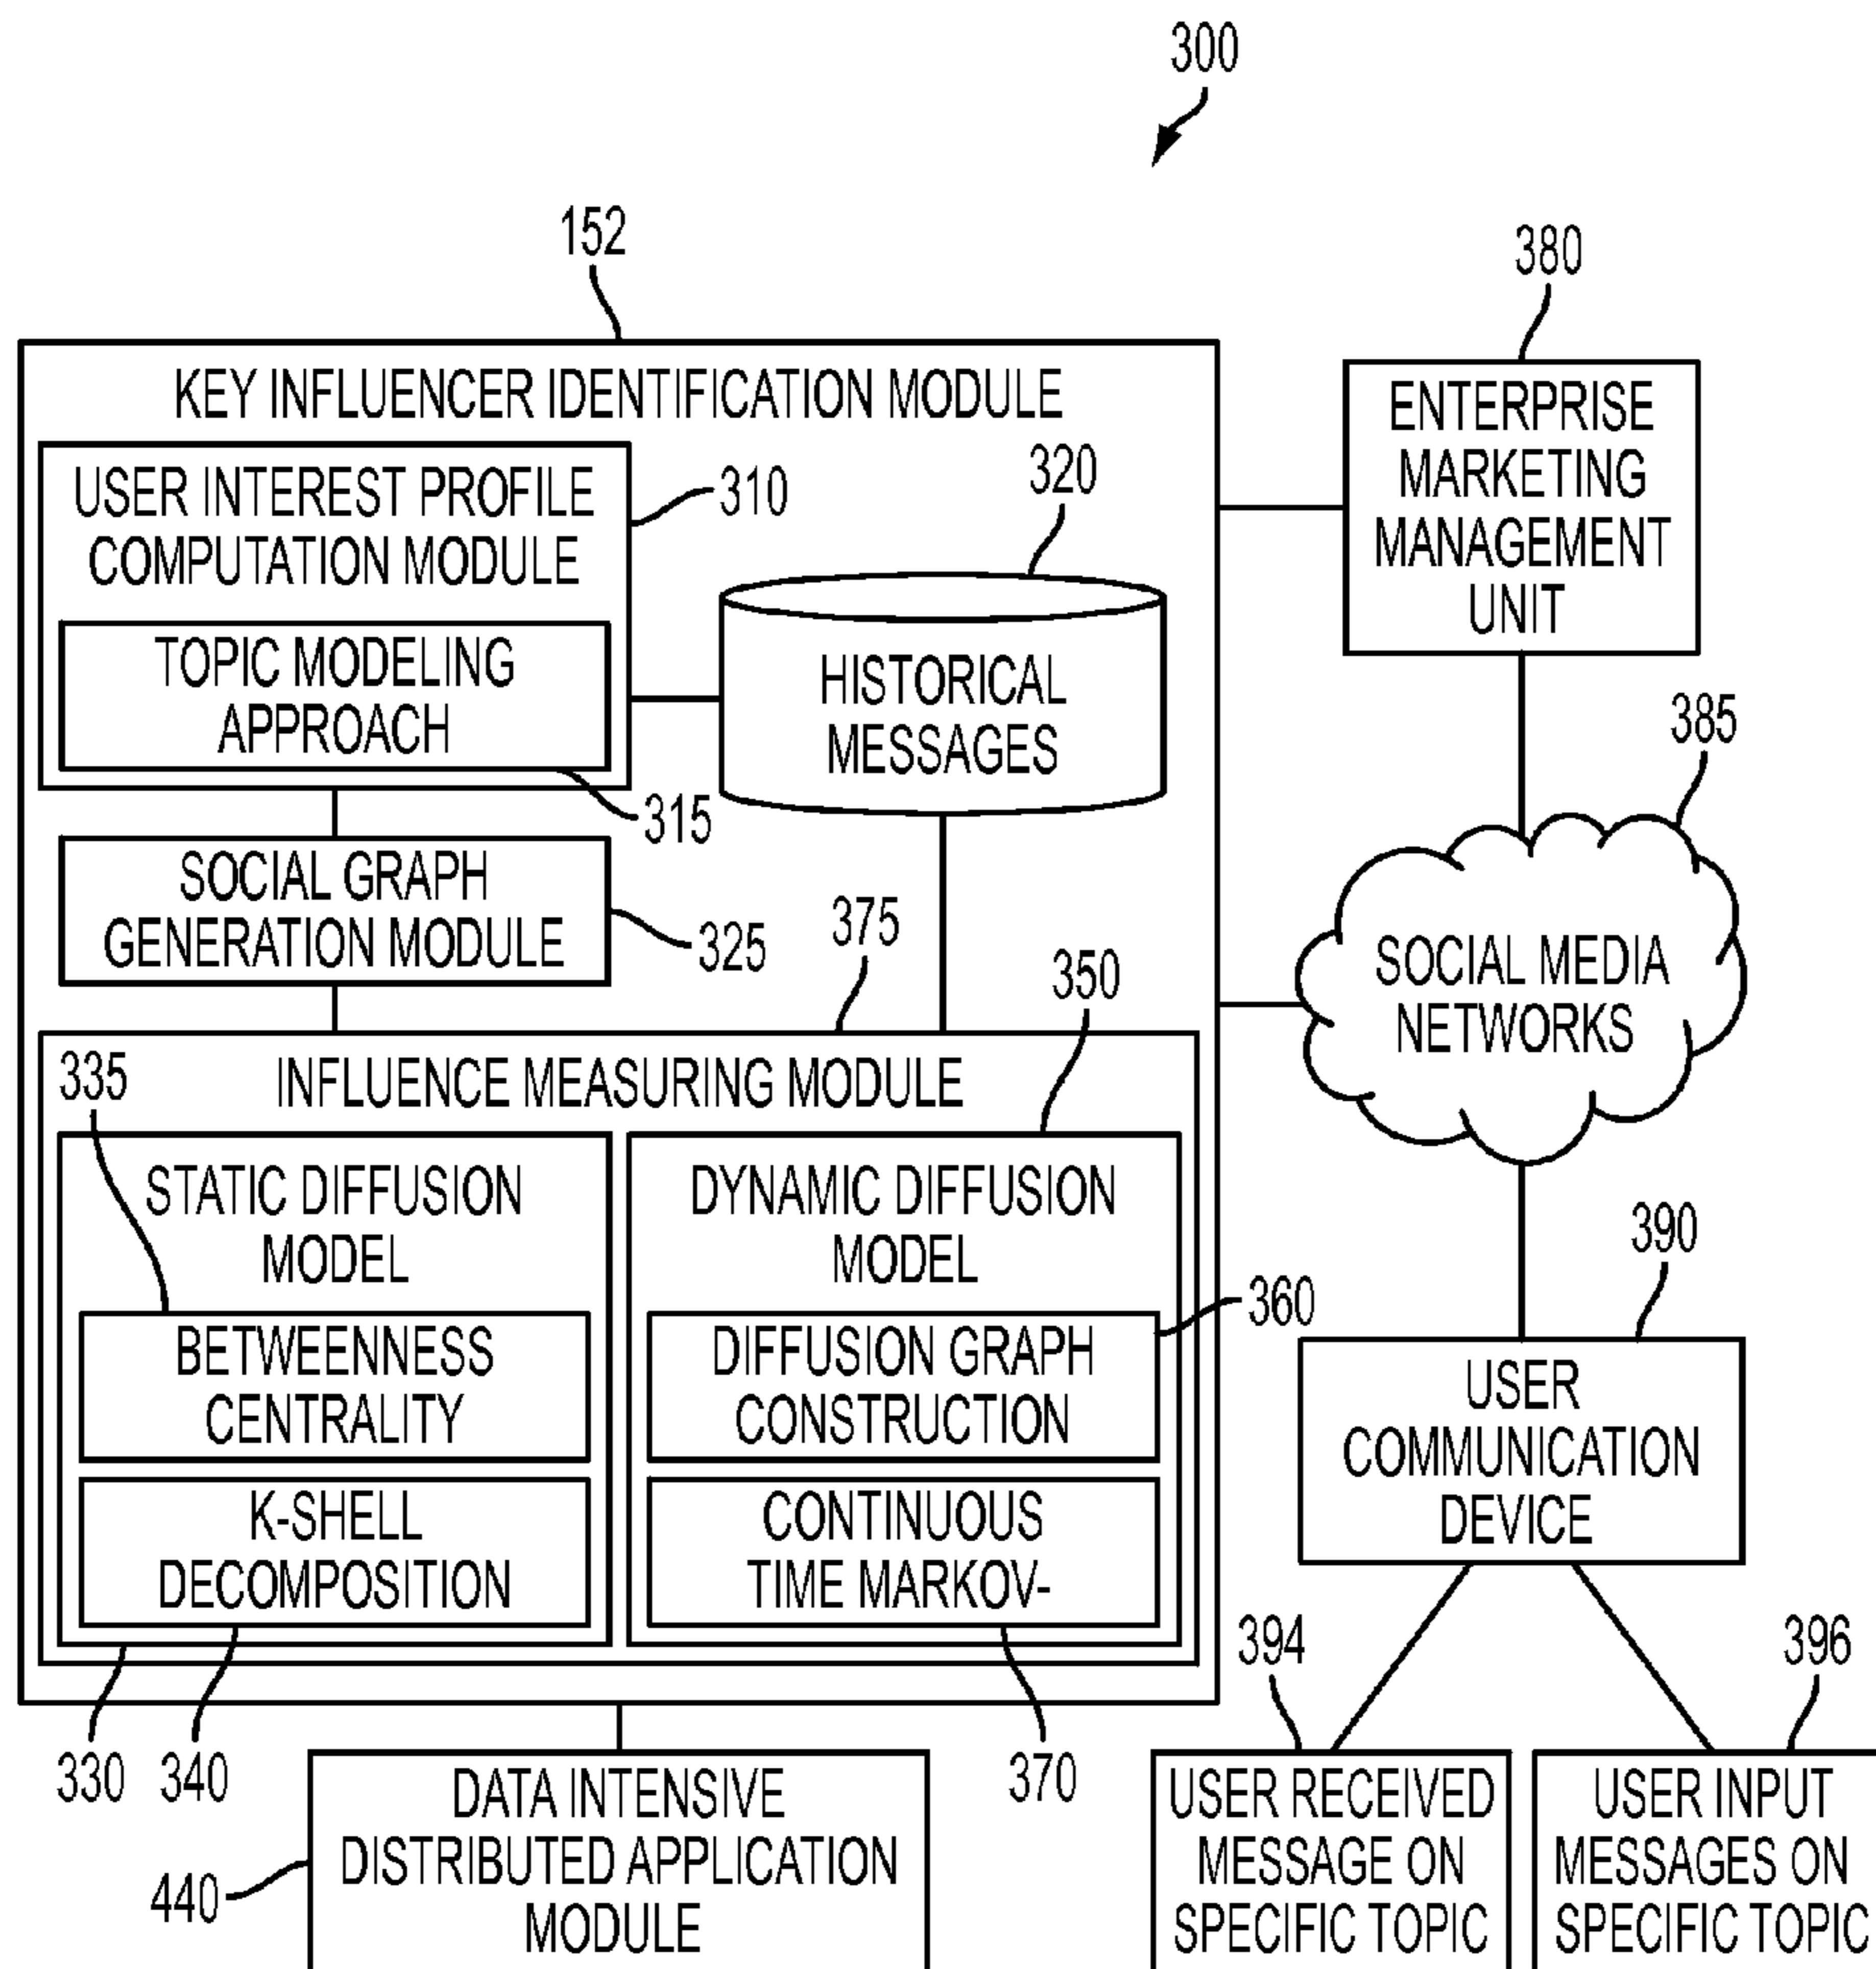 300
152
380
KEY INFLUENCER IDENTIFICATION MODULE
ENTERPRISE
MARKETING
MANAGEMENT
UNIT
USER INTEREST PROFILE
COMPUTATION MODULE
310
320
TOPIC MODELING
APPROACH
315
HISTORICAL
MESSAGES
385
SOCIAL GRAPH
GENERATION MODULE
325
375
350
SOCIAL MEDIA
NETWORKS
335
INFLUENCE MEASURING MODULE
STATIC DIFFUSION
MODEL
DYNAMIC DIFFUSION
MODEL
390
360
BETWEENNESS
CENTRALITY
DIFFUSION GRAPH
CONSTRUCTION
USER
COMMUNICATION
DEVICE
K-SHELL
DECOMPOSITION
CONTINUOUS
TIME MARKOV-
394
396
330
340
370
440
DATA INTENSIVE
DISTRIBUTED APPLICATION
MODULE
USER RECEIVED
MESSAGE ON
SPECIFIC TOPIC
USER INPUT
MESSAGES ON
SPECIFIC TOPIC